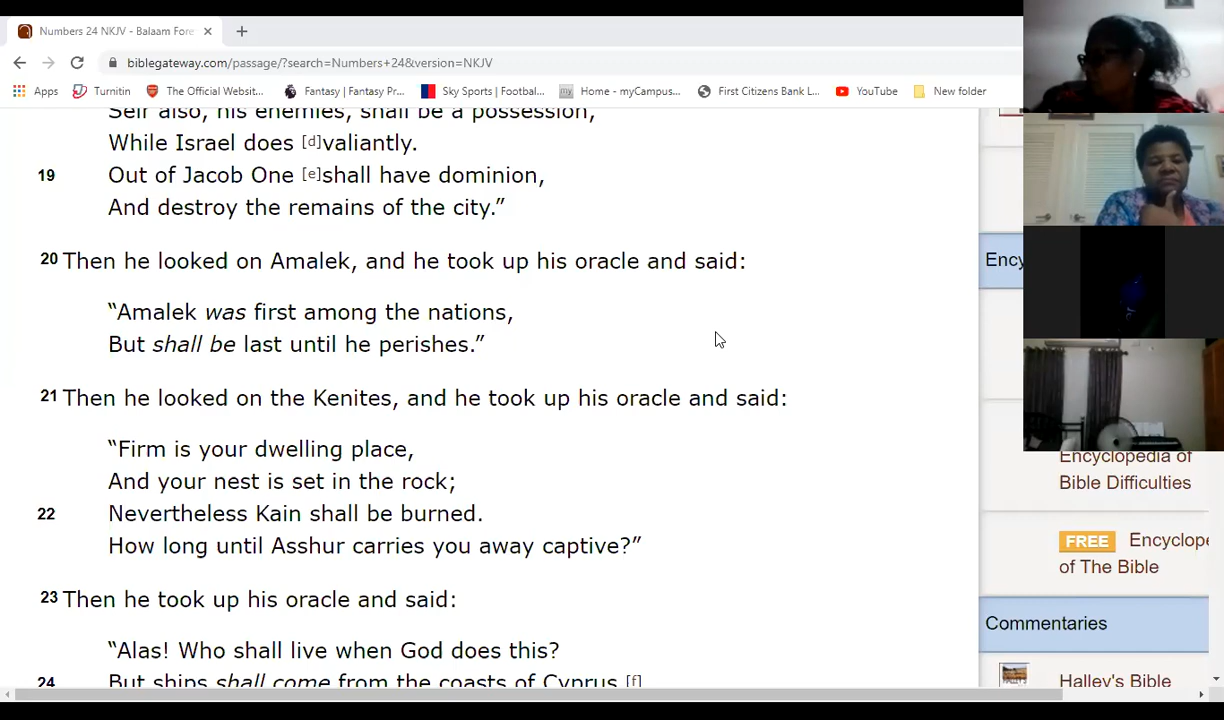 Numbers 24 NKJV - Balaam Fore
biblegateway.com/passage/?search=Numbers+24&version=NKJV
Apps Turnitin The Official Websit... Fantasy | Fantasy Pr... Sky Sports | Footbal... Home - myCampus... First Citizens Bank L... YouTube New folder
Seir also, his enemies, shall be a possession,
While Israel does [d]valiantly.
19 Out of Jacob One [e]shall have dominion,
And destroy the remains of the city.”
20 Then he looked on Amalek, and he took up his oracle and said:
“Amalek was first among the nations,
But shall be last until he perishes.”
21 Then he looked on the Kenites, and he took up his oracle and said:
“Firm is your dwelling place,
And your nest is set in the rock;
22 Nevertheless Kain shall be burned.
How long until Asshur carries you away captive?”
23 Then he took up his oracle and said:
“Alas! Who shall live when God does this?
24 But ships shall come from the coasts of Cyprus,[f]
Ency
Encyclopedia of
Bible Difficulties
FREE Encyclope
of The Bible
Commentaries
Halley's Bible